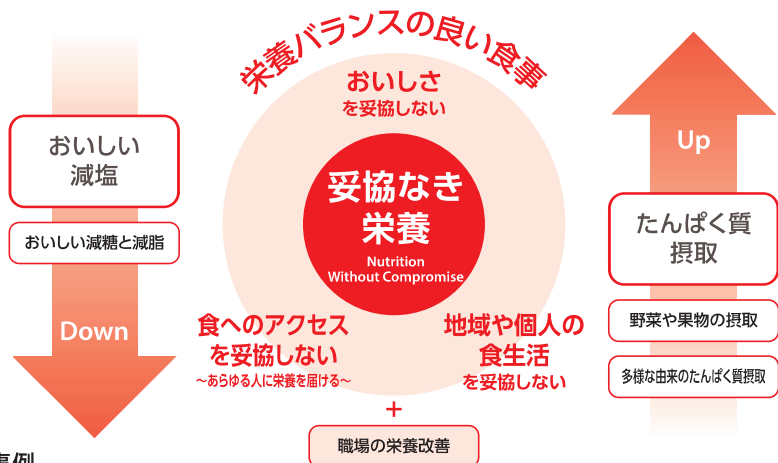 栄養バランスの良い食事
おいしさ
を妥協しない
妥協なき
栄養
Nutrition
Without Compromise
食へのアクセス
を妥協しない
～あらゆる人に栄養を届ける～
地域や個人の
食生活
を妥協しない
+
職場の栄養改善
おいしい
減塩
おいしい減糖と減脂
Down
Up
たんぱく質
摂取
野菜や果物の摂取
多様な由来のたんぱく質摂取
事例